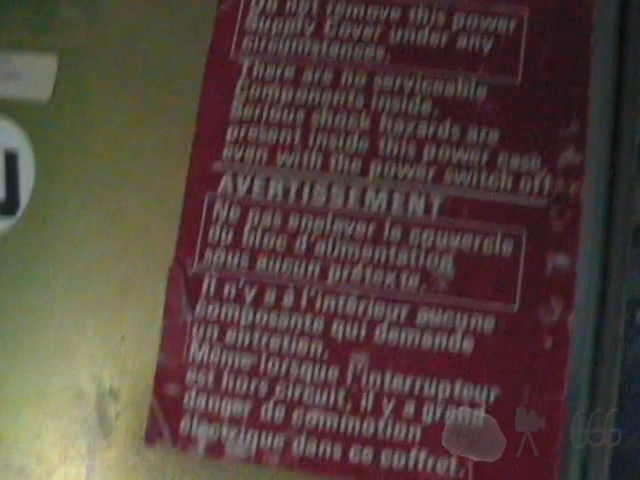 Do not remove this power
supply cover under any
circumstances.
There are no serviceable
components inside.
Serious shock hazards are
present inside this power case,
even with the power switch off.
AVERTISSEMENT
Ne pas enlever le couvercle
de bloc d'alimentation
sous aucun prétexte.
Il n'y a à l'intérieur aucune
composante qui demande
un entretien.
Même lorsque l'interrupteur
est hors circuit, il y a grand
danger de commotion
électrique dans ce coffret.
666